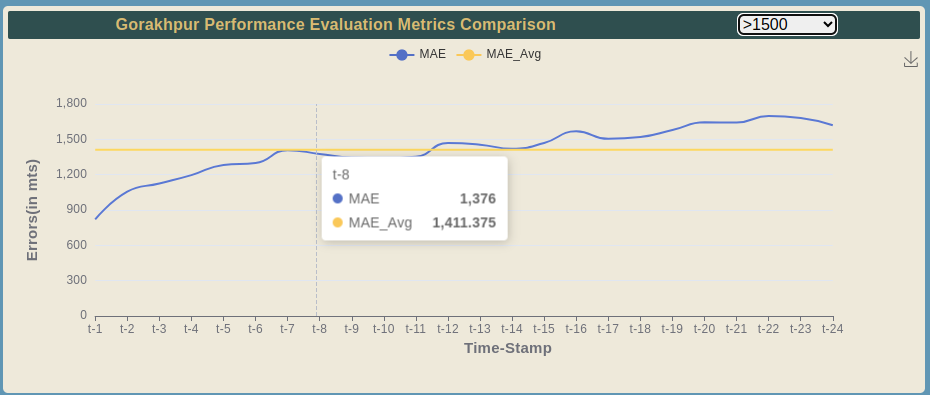 Gorakhpur Performance Evaluation Metrics Comparison
>1500
MAE
MAE_Avg
1,800
1,500
1,200
900
600
300
0
Errors(in mts)
t-8
MAE 1,376
MAE_Avg 1,411.375
t-1 t-2 t-3 t-4 t-5 t-6 t-7 t-8 t-9 t-10 t-11 t-12 t-13 t-14 t-15 t-16 t-17 t-18 t-19 t-20 t-21 t-22 t-23 t-24
Time-Stamp